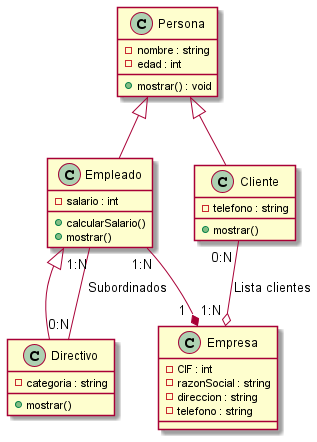 C Persona
nombre : string
edad : int
mostrar() : void
C Empleado
salario : int
calcularSalario()
mostrar()
C Cliente
telefono : string
mostrar()
1:N
1:N
0:N
Subordinados
Lista clientes
0:N
1
1:N
C Directivo
categoria : string
mostrar()
C Empresa
CIF : int
razonSocial : string
direccion : string
telefono : string